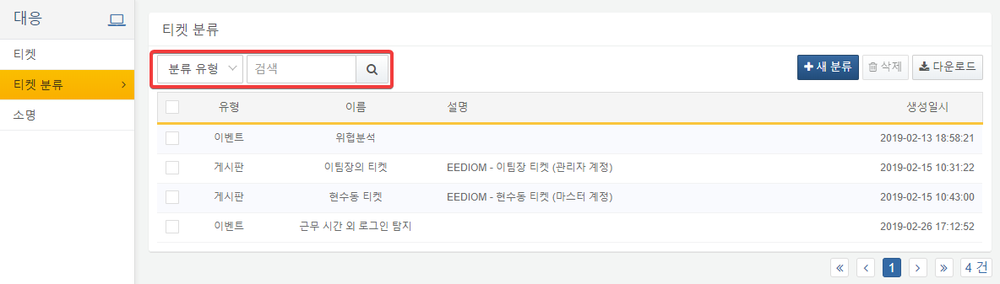 대응
티켓
티켓 분류
소명
티켓 분류
분류 유형 검색 새 분류 삭제 다운로드
유형 이름 설명 생성일시
이벤트 위협분석 2019-02-13 18:58:21
게시판 이팀장의 티켓 EEDIOM - 이팀장 티켓 (관리자 계정) 2019-02-15 10:31:22
게시판 현수동 티켓 EEDIOM - 현수동 티켓 (마스터 계정) 2019-02-15 10:43:00
이벤트 근무 시간 외 로그인 탐지 2019-02-26 17:12:52
« ‹ 1 › » 4 건